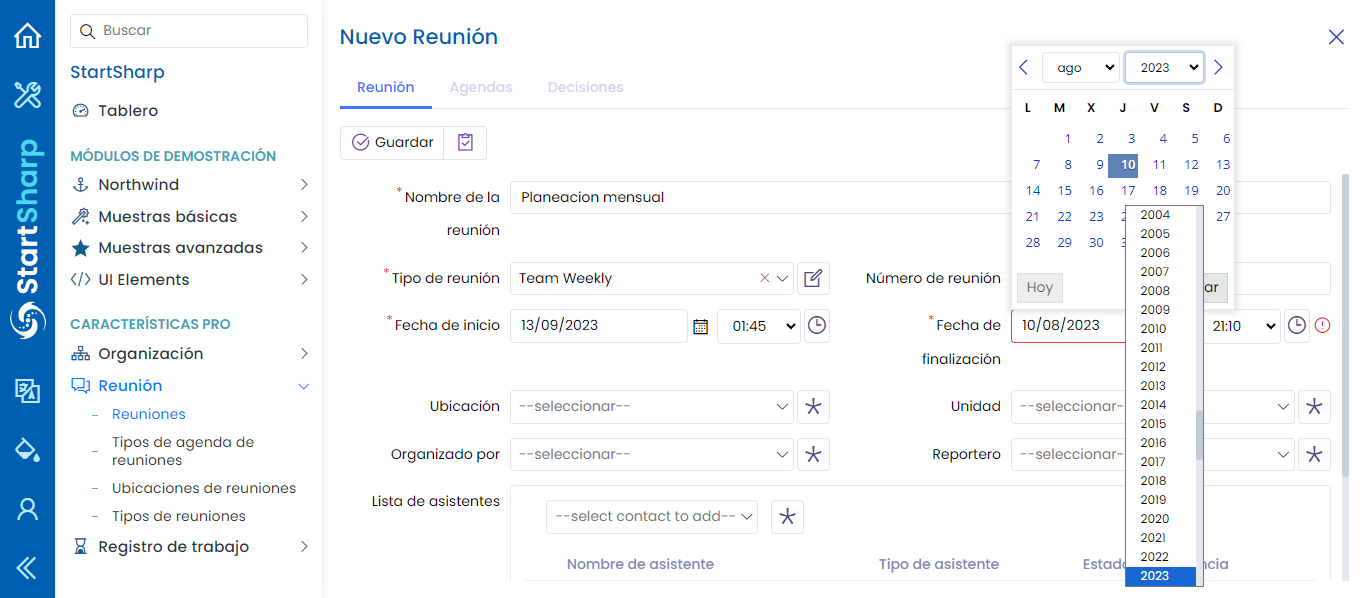 StartSharp
Buscar
StartSharp
Tablero
MÓDULOS DE DEMOSTRACIÓN
Northwind
Muestras básicas
Muestras avanzadas
</> UI Elements
CARACTERÍSTICAS PRO
Organización
Reunión
– Reuniones
– Tipos de agenda de
reuniones
– Ubicaciones de reuniones
– Tipos de reuniones
Registro de trabajo
Nuevo Reunión
Reunión Agendas Decisiones
Guardar
*Nombre de la
reunión
Planeacion mensual
*Tipo de reunión
Team Weekly
Número de reunión
*Fecha de inicio
13/09/2023
01:45
*Fecha de
finalización
10/08/2023
21:10
Ubicación
--seleccionar--
Unidad
--seleccionar-
Organizado por
--seleccionar--
Reportero
--seleccionar-
Lista de asistentes
--select contact to add--
Nombre de asistente Tipo de asistente Estad ncia
ago 2023
L M X J V S D
1 2 3 4 5 6
7 8 9 10 11 12 13
14 15 16 17 18 19 20
21 22 23 2 27
28 29 30 3
Hoy ar
2004
2005
2006
2007
2008
2009
2010
2011
2012
2013
2014
2015
2016
2017
2018
2019
2020
2021
2022
2023